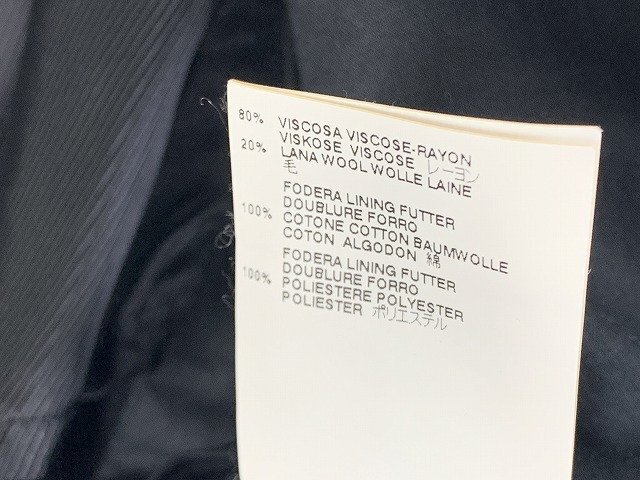 80% VISCOSA VISCOSE-RAYON
VISKOSE VISCOSE レーヨン
20% LANA WOOL WOLLE LAINE
毛
FODERA LINING FUTTER
DOUBLURE FORRO
100% COTONE COTTON BAUMWOLLE
COTON ALGODON 綿
FODERA LINING FUTTER
DOUBLURE FORRO
100% POLIESTERE POLYESTER
POLIESTER ポリエステル